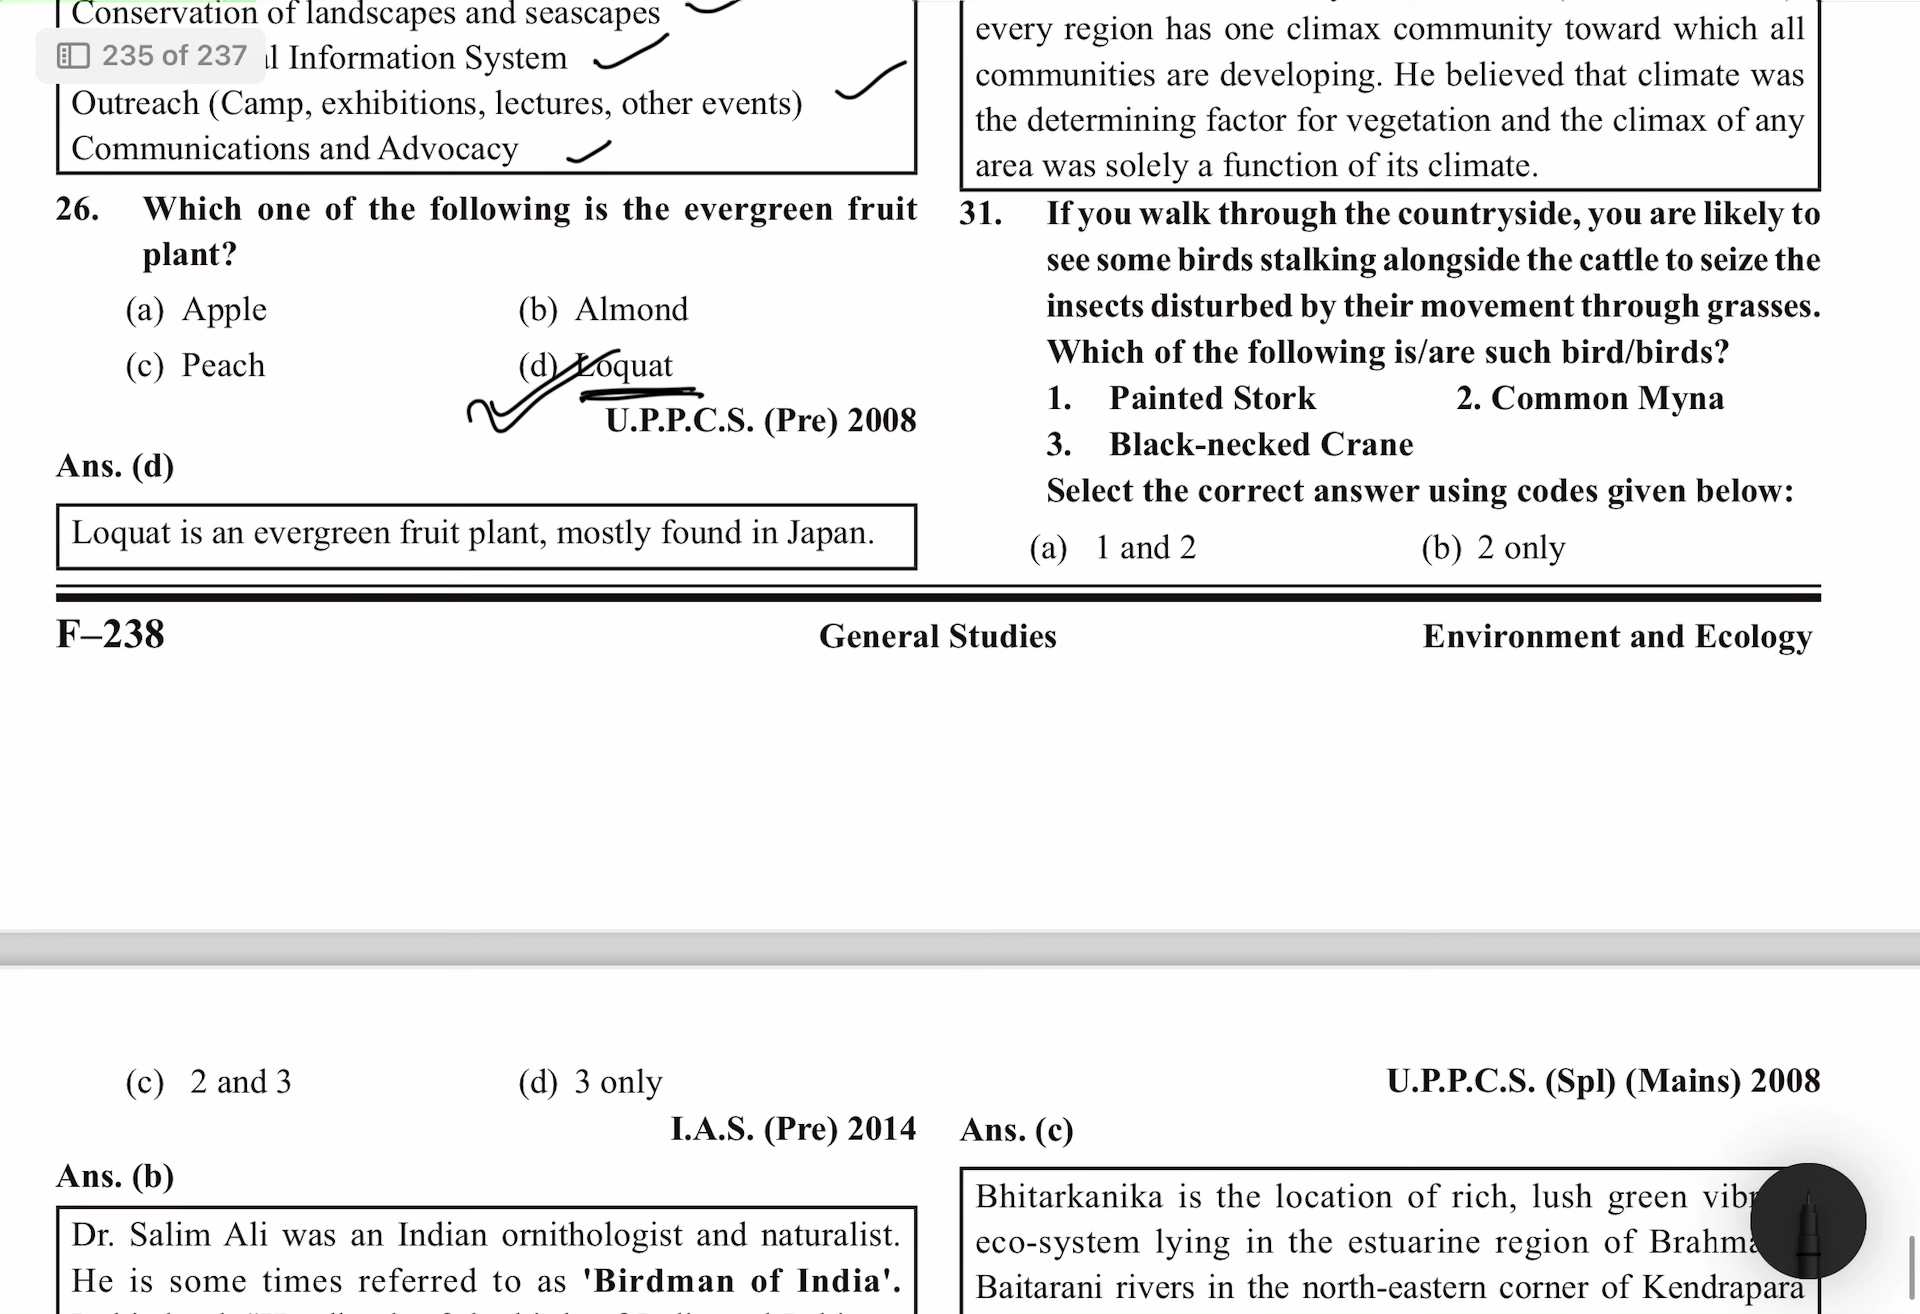 Conservation of landscapes and seascapes
235 of 237
Information System
Outreach (Camp, exhibitions, lectures, other events)
Communications and Advocacy
26. Which one of the following is the evergreen fruit
plant?
(a) Apple (b) Almond
(c) Peach (d) Loquat
U.P.P.C.S. (Pre) 2008
Ans. (d)
Loquat is an evergreen fruit plant, mostly found in Japan.
every region has one climax community toward which all
communities are developing. He believed that climate was
the determining factor for vegetation and the climax of any
area was solely a function of its climate.
31. If you walk through the countryside, you are likely to
see some birds stalking alongside the cattle to seize the
insects disturbed by their movement through grasses.
Which of the following is/are such bird/birds?
1. Painted Stork 2. Common Myna
3. Black-necked Crane
Select the correct answer using codes given below:
(a) 1 and 2 (b) 2 only
F–238 General Studies Environment and Ecology
(c) 2 and 3 (d) 3 only
I.A.S. (Pre) 2014
Ans. (b)
Dr. Salim Ali was an Indian ornithologist and naturalist.
He is some times referred to as 'Birdman of India'.
U.P.P.C.S. (Spl) (Mains) 2008
Ans. (c)
Bhitarkanika is the location of rich, lush green
eco-system lying in the estuarine region of
Baitarani rivers in the north-eastern corner of Kendrapara